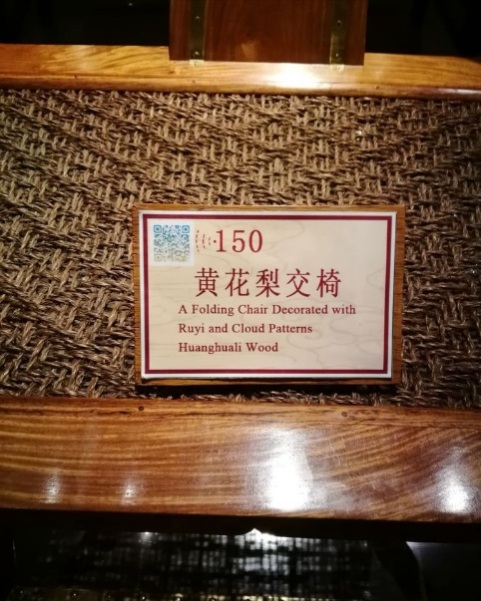 150
黄花梨交椅
A Folding Chair Decorated with
Ruyi and Cloud Patterns
Huanghuali Wood